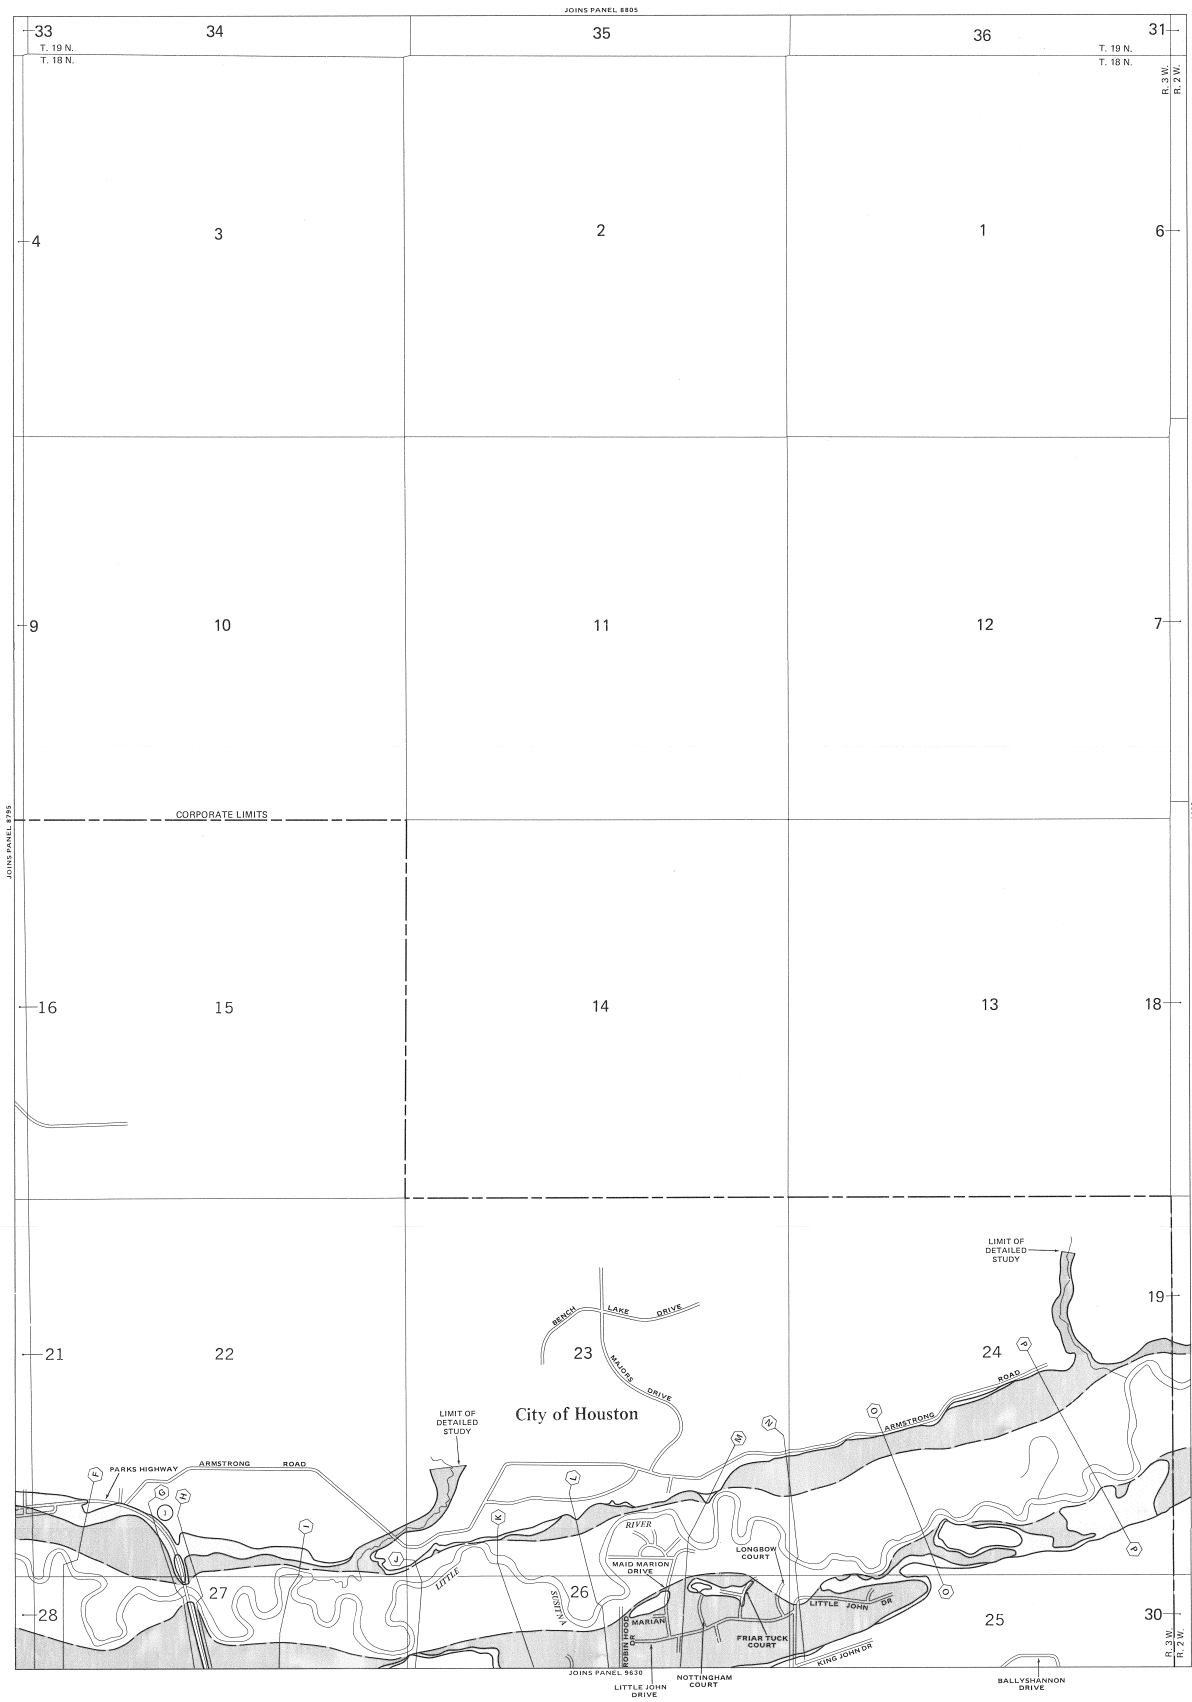 JOINS PANEL 8805
33
34
35
36
31
T. 19 N.
T. 18 N.
T. 19 N.
T. 18 N.
R. 3 W.
R. 2 W.
4
3
2
1
6
9
10
11
12
7
JOINS PANEL 8795
CORPORATE LIMITS
16
15
14
13
18
LIMIT OF
DETAILED
STUDY
19
BENCH LAKE DRIVE
21
22
23
24
P
MAJORS DRIVE
ROAD
City of Houston
LIMIT OF
DETAILED
STUDY
O
ARMSTRONG
N
M
F
PARKS HIGHWAY
ARMSTRONG ROAD
L
G
H
J
K
I
RIVER
J
LONGBOW
COURT
P
MAID MARION
DRIVE
LITTLE
SUSITNA
27
26
O
28
LITTLE JOHN DR
MARIAN
25
30
ROBIN HOOD
DR
FRIAR TUCK
COURT
KING JOHN DR
R. 3 W.
R. 2 W.
JOINS PANEL 9630
NOTTINGHAM
COURT
LITTLE JOHN
DRIVE
BALLYSHANNON
DRIVE